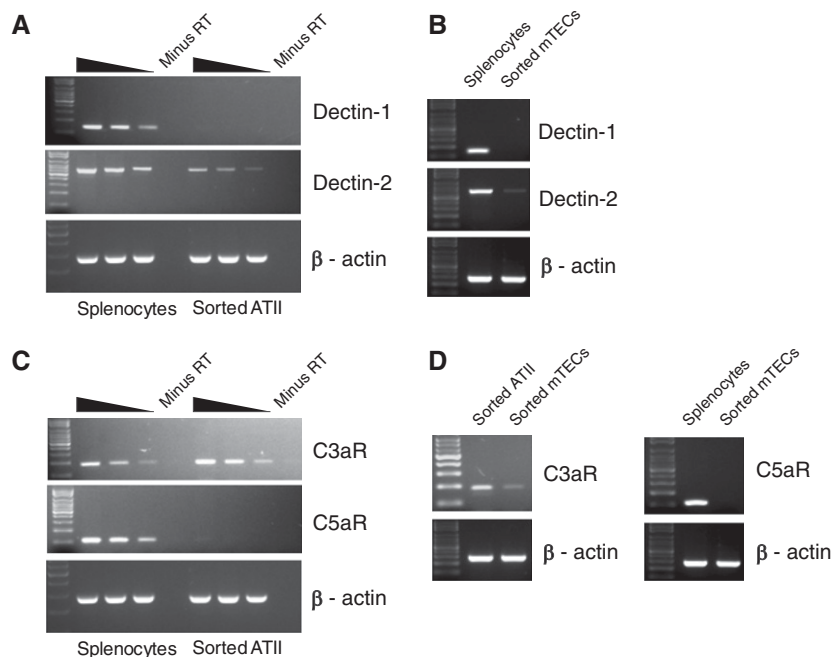 A
Minus RT
Minus RT
Dectin-1
Dectin-2
β - actin
Splenocytes
Sorted ATII
B
Splenocytes
Sorted mTECs
Dectin-1
Dectin-2
β - actin
C
Minus RT
Minus RT
C3aR
C5aR
β - actin
Splenocytes
Sorted ATII
D
Sorted ATII
Sorted mTECs
C3aR
β - actin
Splenocytes
Sorted mTECs
C5aR
β - actin